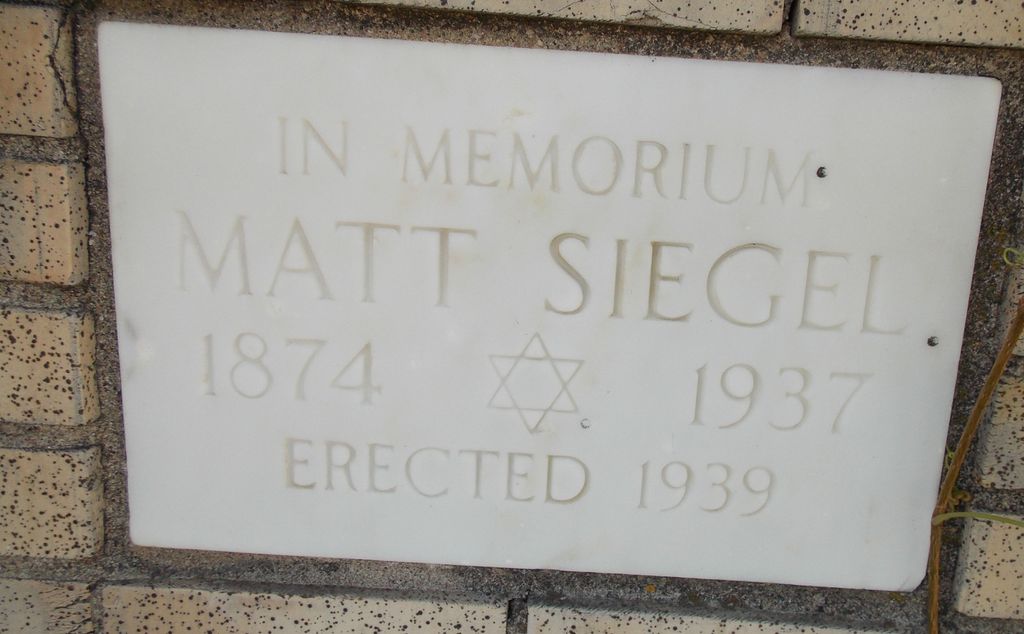 IN MEMORIUM
MATT SIEGEL
1874 ✡ 1937
ERECTED 1939